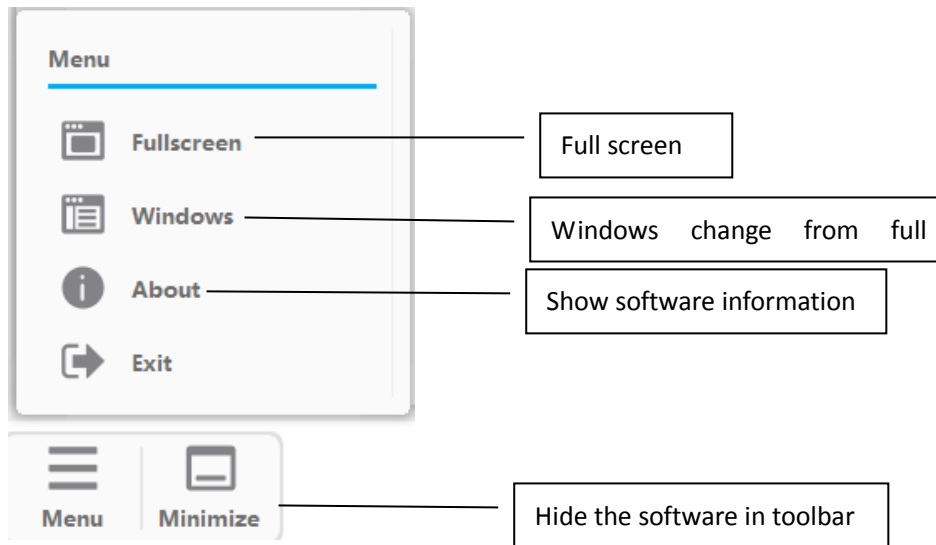 Menu
Fullscreen
Full screen
Windows
Windows change from full
About
Show software information
Exit
Menu
Minimize
Hide the software in toolbar